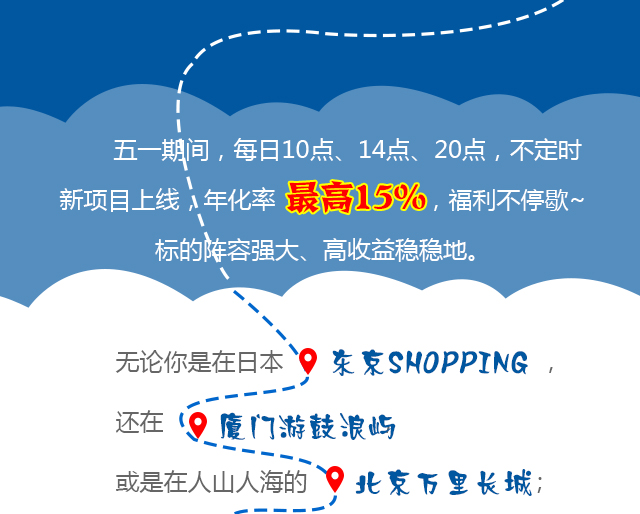 五一期间，每日10点、14点、20点，不定时
新项目上线，年化率 最高15%，福利不停歇~
标的阵容强大、高收益稳稳地。
无论你是在日本 东京SHOPPING ，
还在 厦门游鼓浪屿
或是在人山人海的 北京万里长城；